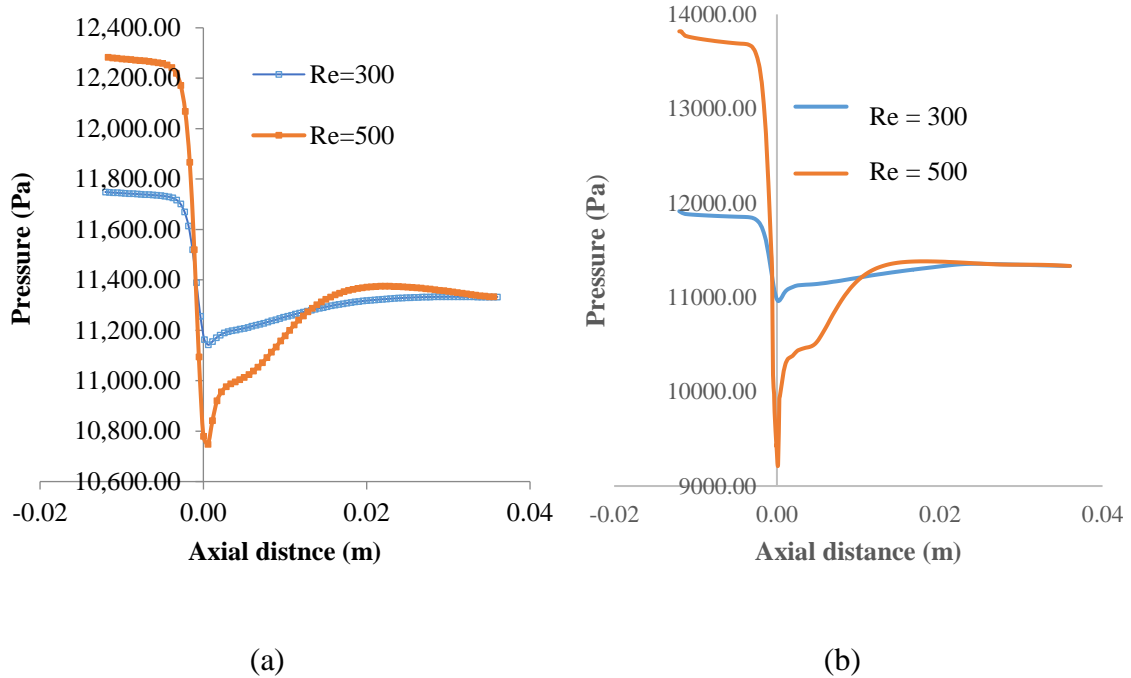 12,400.00
12,200.00
12,000.00
11,800.00
11,600.00
11,400.00
11,200.00
11,000.00
10,800.00
10,600.00
Pressure (Pa)
Re=300
Re=500
-0.02 0.00 0.02 0.04
Axial distnce (m)
(a)
14000.00
13000.00
12000.00
11000.00
10000.00
9000.00
Pressure (Pa)
Re = 300
Re = 500
-0.02 0.00 0.02 0.04
Axial distance (m)
(b)